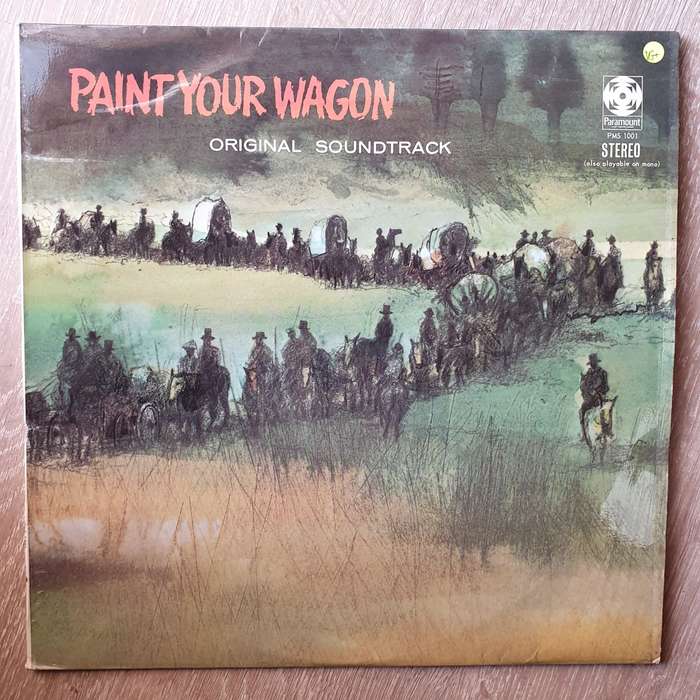 PAINT YOUR WAGON
ORIGINAL SOUNDTRACK
Paramount
PMS 1001
STEREO
(also playable on mono)